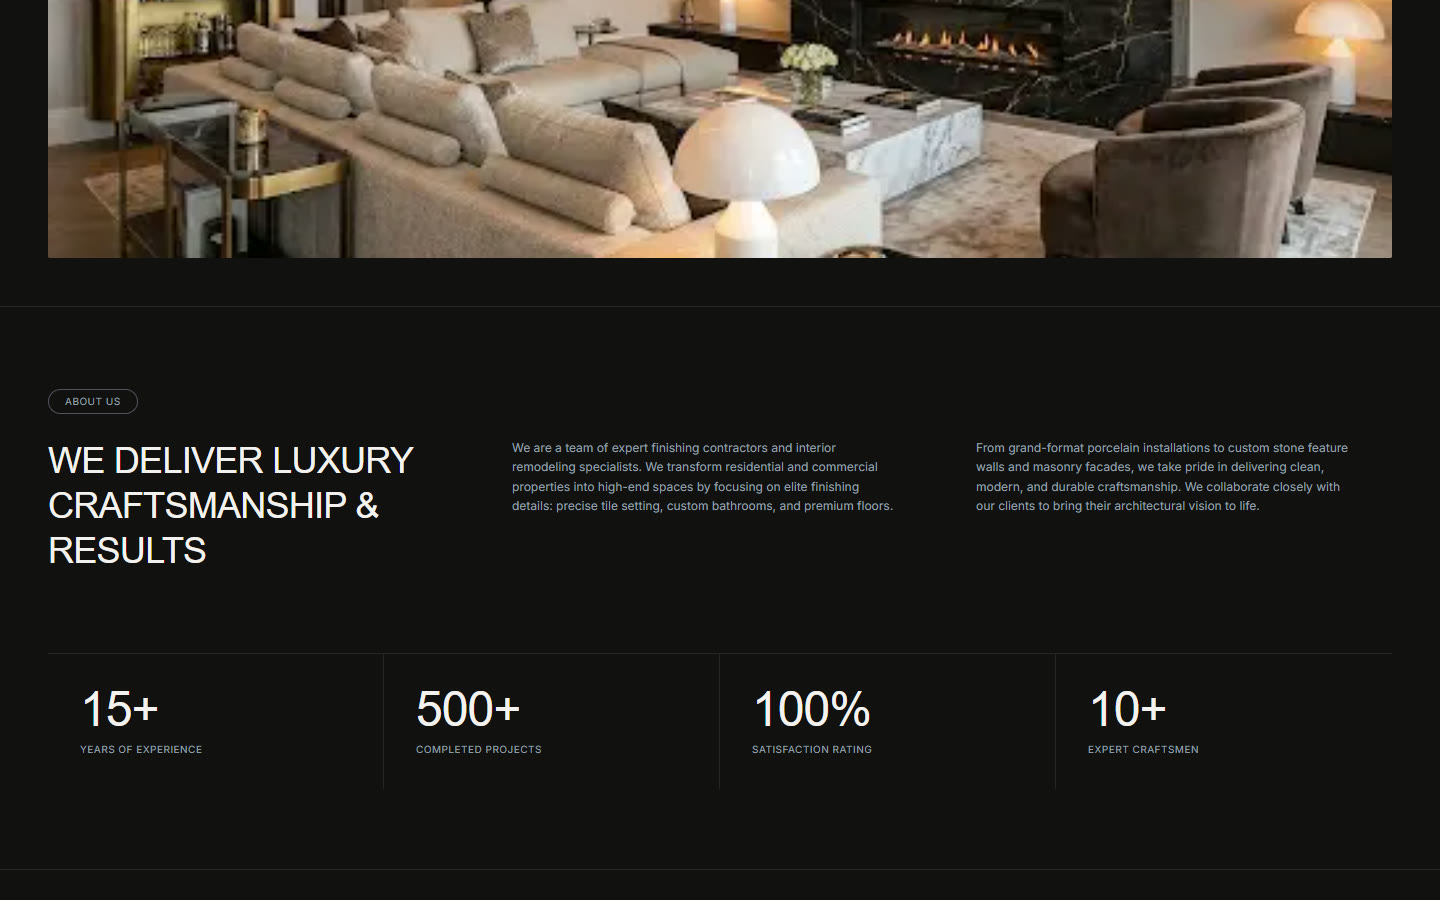 ABOUT US
WE DELIVER LUXURY
CRAFTSMANSHIP &
RESULTS
We are a team of expert finishing contractors and interior
remodeling specialists. We transform residential and commercial
properties into high-end spaces by focusing on elite finishing
details: precise tile setting, custom bathrooms, and premium floors.
From grand-format porcelain installations to custom stone feature
walls and masonry facades, we take pride in delivering clean,
modern, and durable craftsmanship. We collaborate closely with
our clients to bring their architectural vision to life.
15+
YEARS OF EXPERIENCE
500+
COMPLETED PROJECTS
100%
SATISFACTION RATING
10+
EXPERT CRAFTSMEN